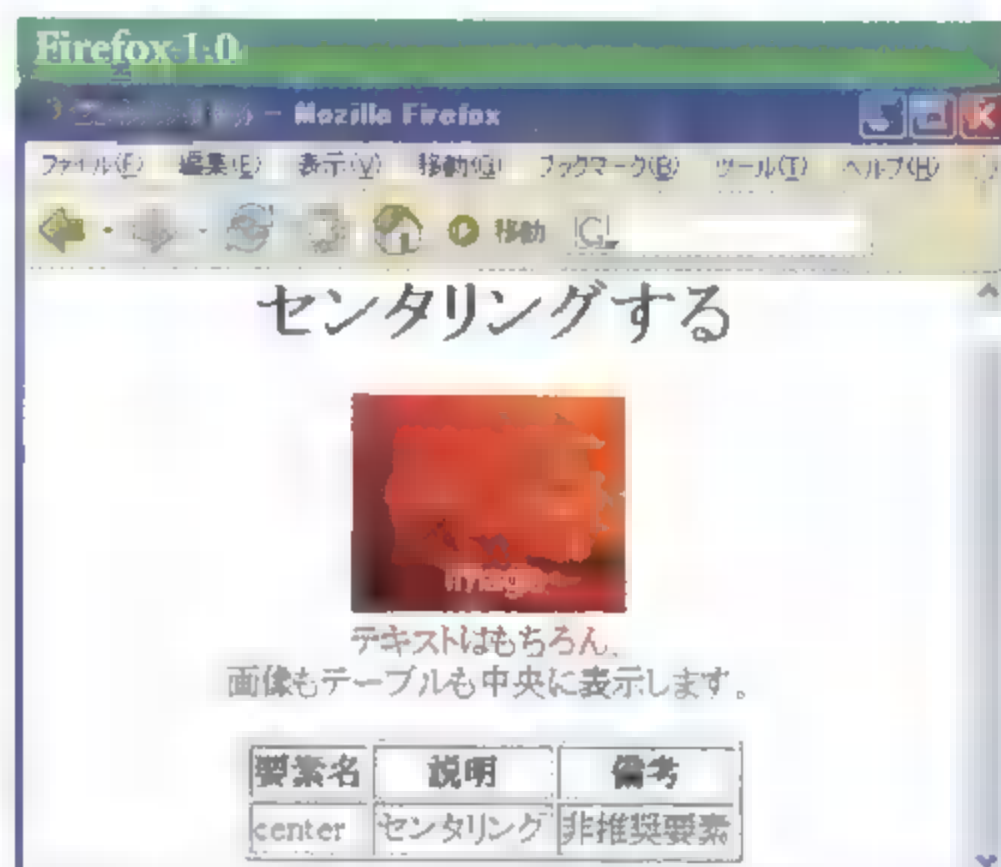 Firefox 1.0
- Mozilla Firefox
ファイル(F) 編集(E) 表示(V) 移動(G) ブックマーク(B) ツール(T) ヘルプ(H)
移動 G
センタリングする
image
テキストはもちろん、
画像もテーブルも中央に表示します。
要素名 説明 備考
center センタリング 非推奨要素